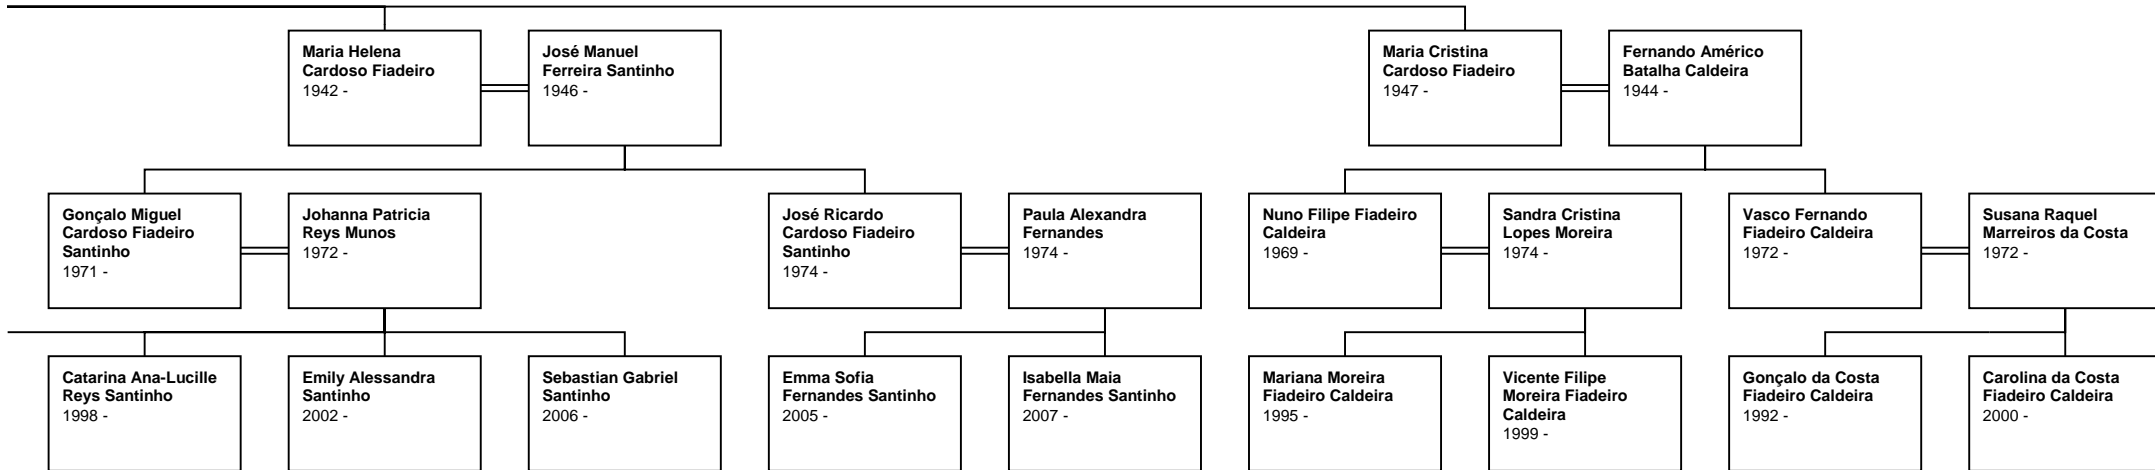 Maria Helena
Cardoso Fiadeiro
1942 -
José Manuel
Ferreira Santinho
1946 -
Maria Cristina
Cardoso Fiadeiro
1947 -
Fernando Américo
Batalha Caldeira
1944 -
Gonçalo Miguel
Cardoso Fiadeiro
Santinho
1971 -
Johanna Patricia
Reys Munos
1972 -
José Ricardo
Cardoso Fiadeiro
Santinho
1974 -
Paula Alexandra
Fernandes
1974 -
Nuno Filipe Fiadeiro
Caldeira
1969 -
Sandra Cristina
Lopes Moreira
1974 -
Vasco Fernando
Fiadeiro Caldeira
1972 -
Susana Raquel
Marreiros da Costa
1972 -
Catarina Ana-Lucille
Reys Santinho
1998 -
Emily Alessandra
Santinho
2002 -
Sebastian Gabriel
Santinho
2006 -
Emma Sofia
Fernandes Santinho
2005 -
Isabella Maia
Fernandes Santinho
2007 -
Mariana Moreira
Fiadeiro Caldeira
1995 -
Vicente Filipe
Moreira Fiadeiro
Caldeira
1999 -
Gonçalo da Costa
Fiadeiro Caldeira
1992 -
Carolina da Costa
Fiadeiro Caldeira
2000 -